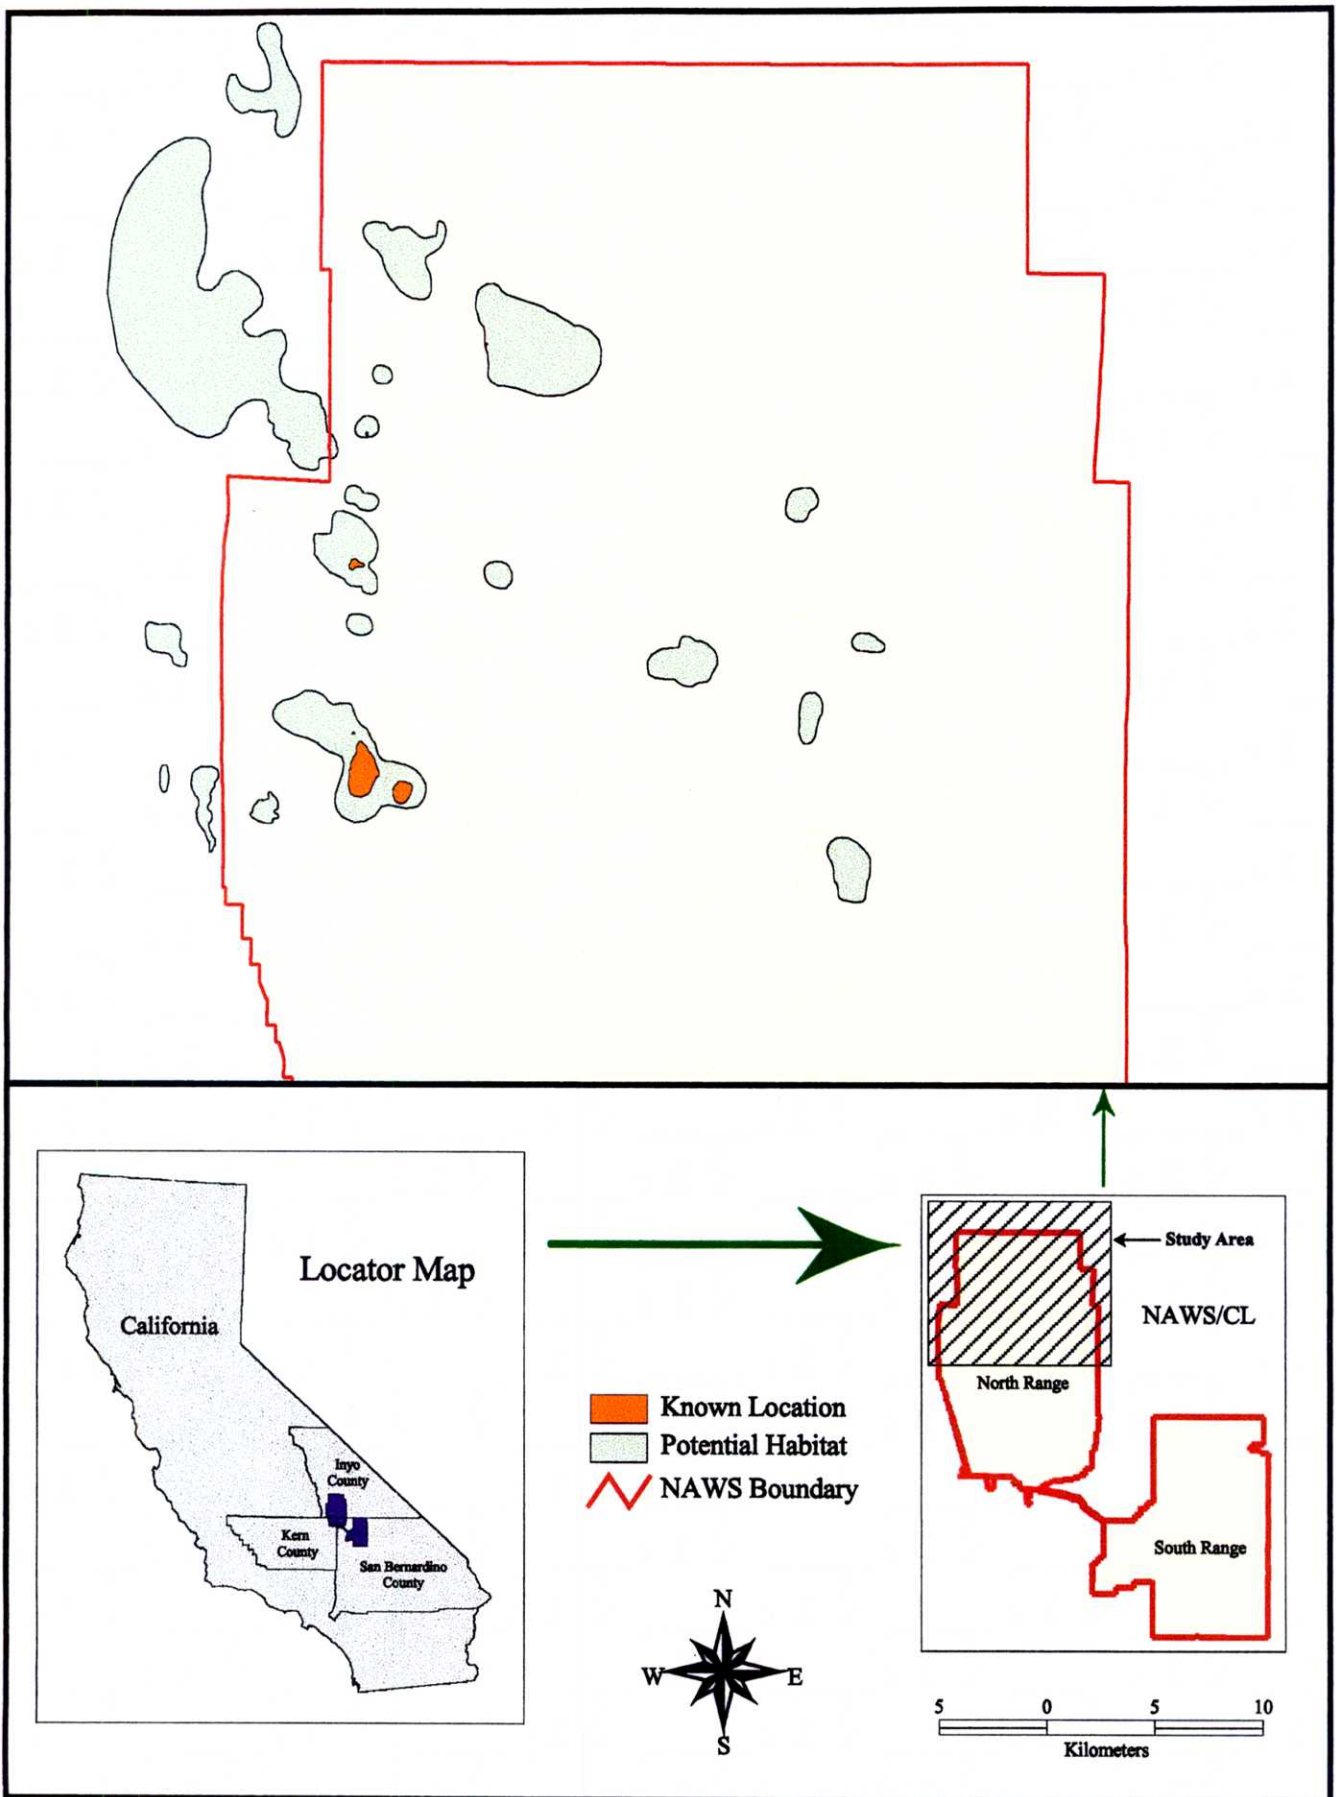 Locator Map
California
Inyo
County
Kern
County
San Bernardino
County
Known Location
Potential Habitat
NAWS Boundary
N
W
E
S
Study Area
NAWS/CL
North Range
South Range
5 0 5 10
Kilometers